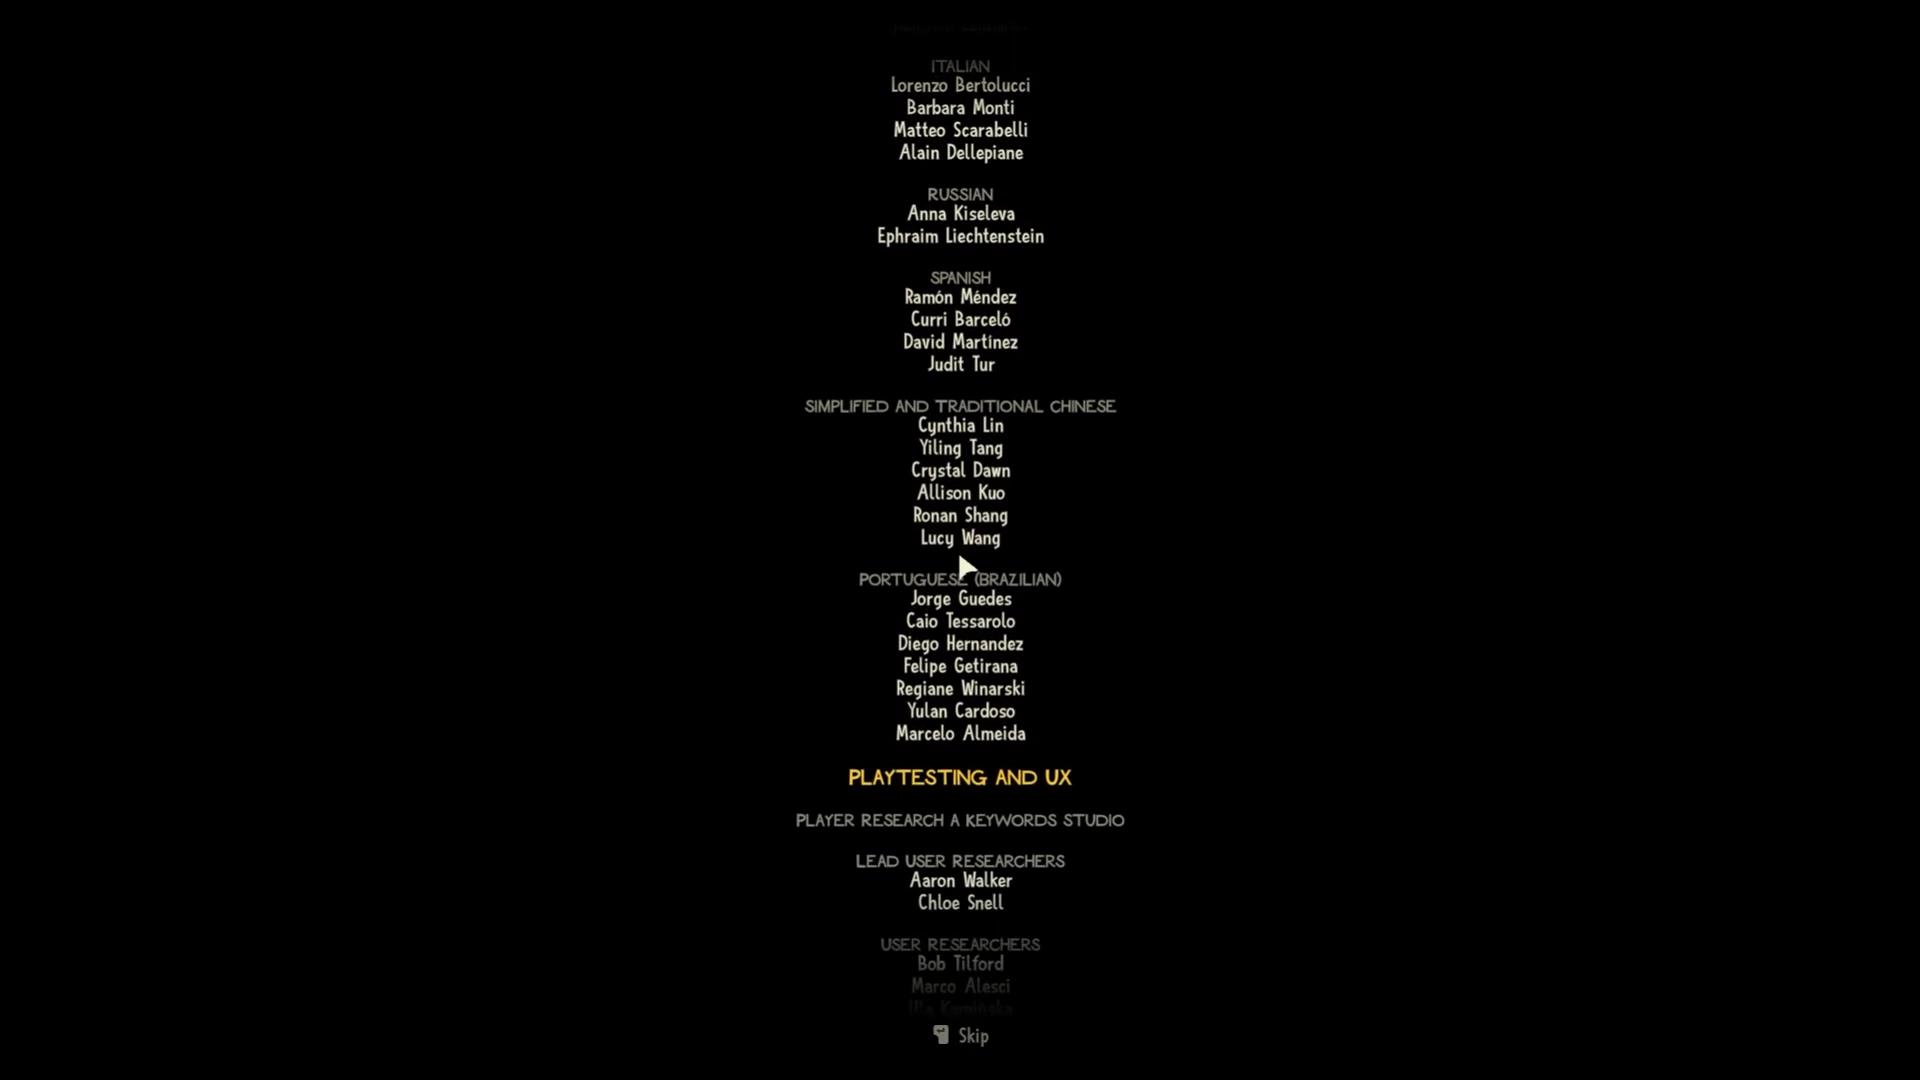 ITALIAN
Lorenzo Bertolucci
Barbara Monti
Matteo Scarabelli
Alain Dellepiane
RUSSIAN
Anna Kiseleva
Ephraim Liechtenstein
SPANISH
Ramón Méndez
Curri Barceló
David Martínez
Judit Tur
SIMPLIFIED AND TRADITIONAL CHINESE
Cynthia Lin
Yiling Tang
Crystal Dawn
Allison Kuo
Ronan Shang
Lucy Wang
PORTUGUESE (BRAZILIAN)
Jorge Guedes
Caio Tessarolo
Diego Hernandez
Felipe Getirana
Regiane Winarski
Yulan Cardoso
Marcelo Almeida
PLAYTESTING AND UX
PLAYER RESEARCH A KEYWORDS STUDIO
LEAD USER RESEARCHERS
Aaron Walker
Chloe Snell
USER RESEARCHERS
Bob Tilford
Marco Alesci
Kamińska
Skip